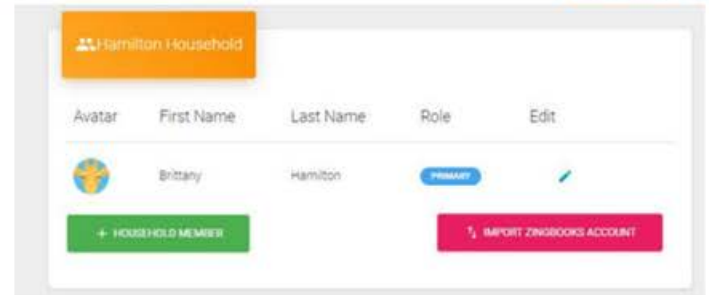 Hamilton Household
Avatar First Name Last Name Role Edit
Brittany Hamilton PRIMARY
+ HOUSEHOLD MEMBER
IMPORT ZINGBOOKS ACCOUNT